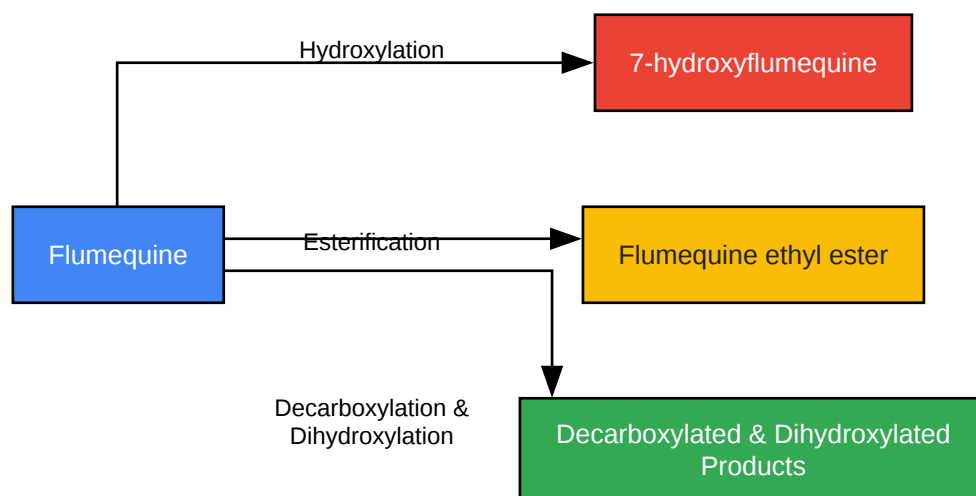 Hydroxylation
7-hydroxyflumequine
Flumequine
Esterification
Flumequine ethyl ester
Decarboxylation &
Dihydroxylation
Decarboxylated & Dihydroxylated
Products